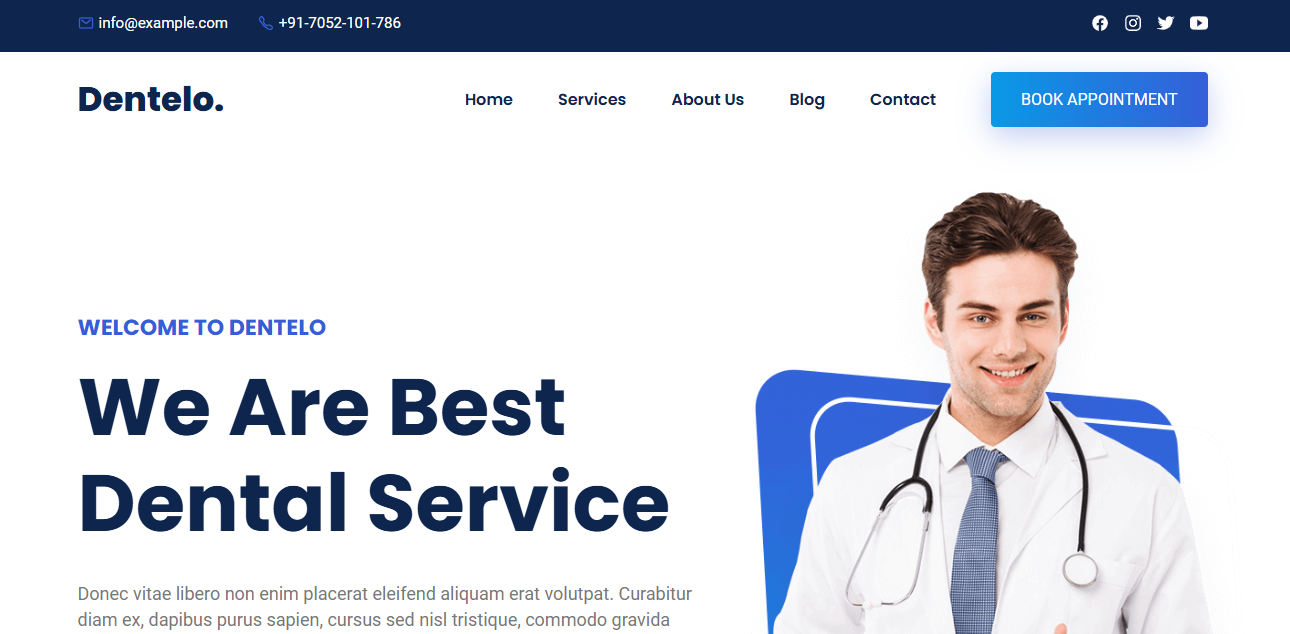 info@example.com +91-7052-101-786
Dentelo. Home Services About Us Blog Contact BOOK APPOINTMENT
WELCOME TO DENTELO
We Are Best
Dental Service
Donec vitae libero non enim placerat eleifend aliquam erat volutpat. Curabitur
diam ex, dapibus purus sapien, cursus sed nisl tristique, commodo gravida